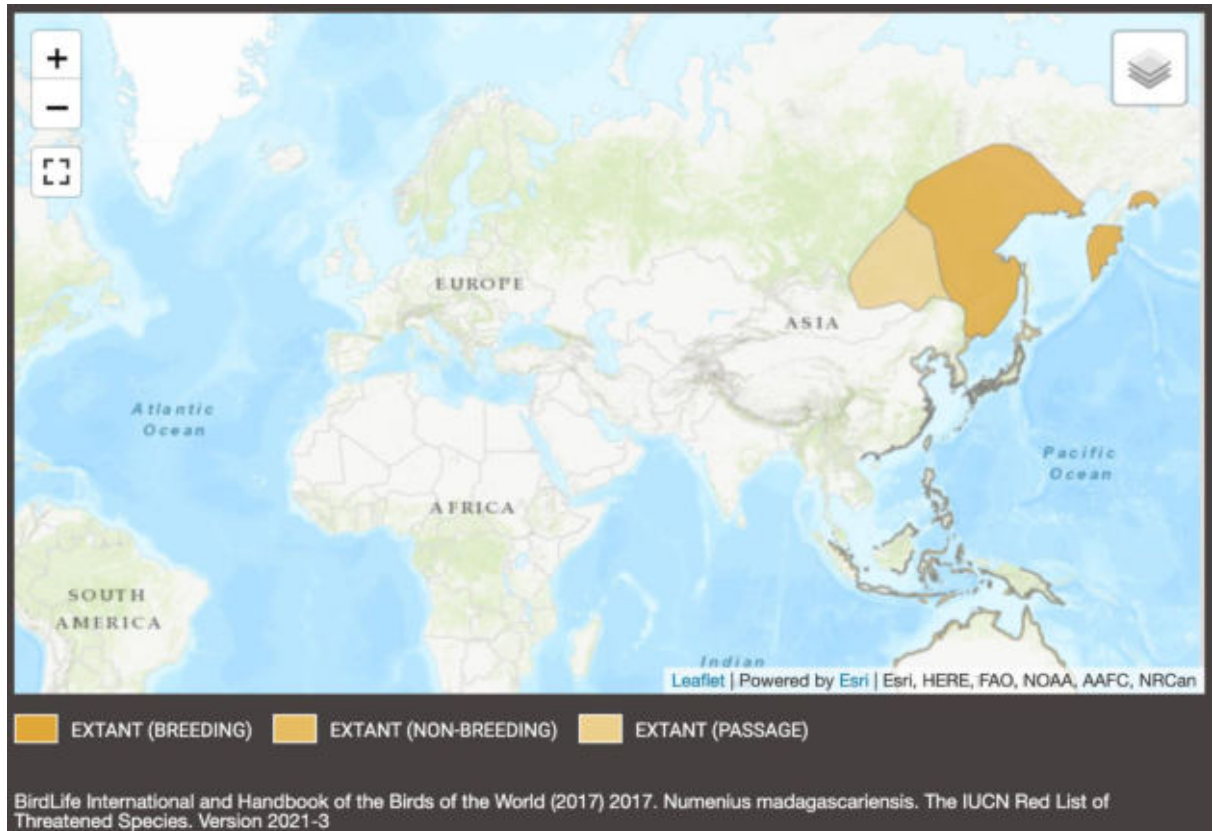 +
−
EUROPE
ASIA
Atlantic
Ocean
Pacific
Ocean
AFRICA
SOUTH
AMERICA
Indian
Leaflet | Powered by Esri | Esri, HERE, FAO, NOAA, AAFC, NRCan
EXTANT (BREEDING) EXTANT (NON-BREEDING) EXTANT (PASSAGE)
BirdLife International and Handbook of the Birds of the World (2017) 2017. Numenius madagascariensis. The IUCN Red List of
Threatened Species. Version 2021-3